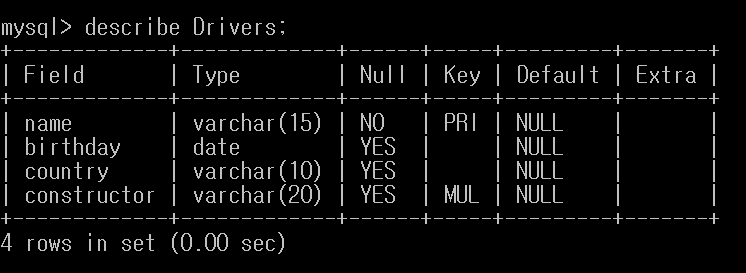 mysql> describe Drivers;
+-------------+-------------+------+-----+---------+-------+
| Field       | Type        | Null | Key | Default | Extra |
+-------------+-------------+------+-----+---------+-------+
| name        | varchar(15) | NO   | PRI | NULL    |       |
| birthday    | date        | YES  |     | NULL    |       |
| country     | varchar(10) | YES  |     | NULL    |       |
| constructor | varchar(20) | YES  | MUL | NULL    |       |
+-------------+-------------+------+-----+---------+-------+
4 rows in set (0.00 sec)